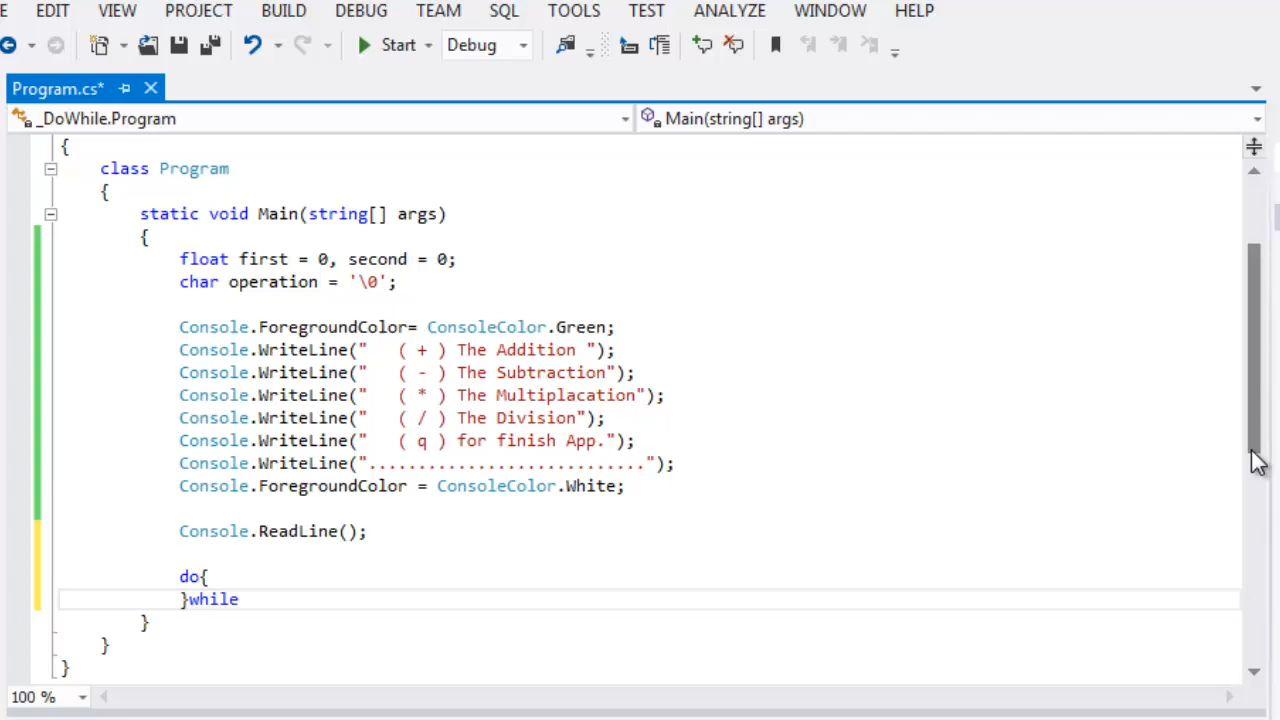 E EDIT VIEW PROJECT BUILD DEBUG TEAM SQL TOOLS TEST ANALYZE WINDOW HELP
Start Debug
Program.cs*
_DoWhile.Program Main(string[] args)
{
class Program
{
static void Main(string[] args)
{
float first = 0, second = 0;
char operation = '\0';
Console.ForegroundColor= ConsoleColor.Green;
Console.WriteLine("   ( + ) The Addition ");
Console.WriteLine("   ( - ) The Subtraction");
Console.WriteLine("   ( * ) The Multiplacation");
Console.WriteLine("   ( / ) The Division");
Console.WriteLine("   ( q ) for finish App.");
Console.WriteLine("............................");
Console.ForegroundColor = ConsoleColor.White;
Console.ReadLine();
do{
}while
}
}
}
100 %